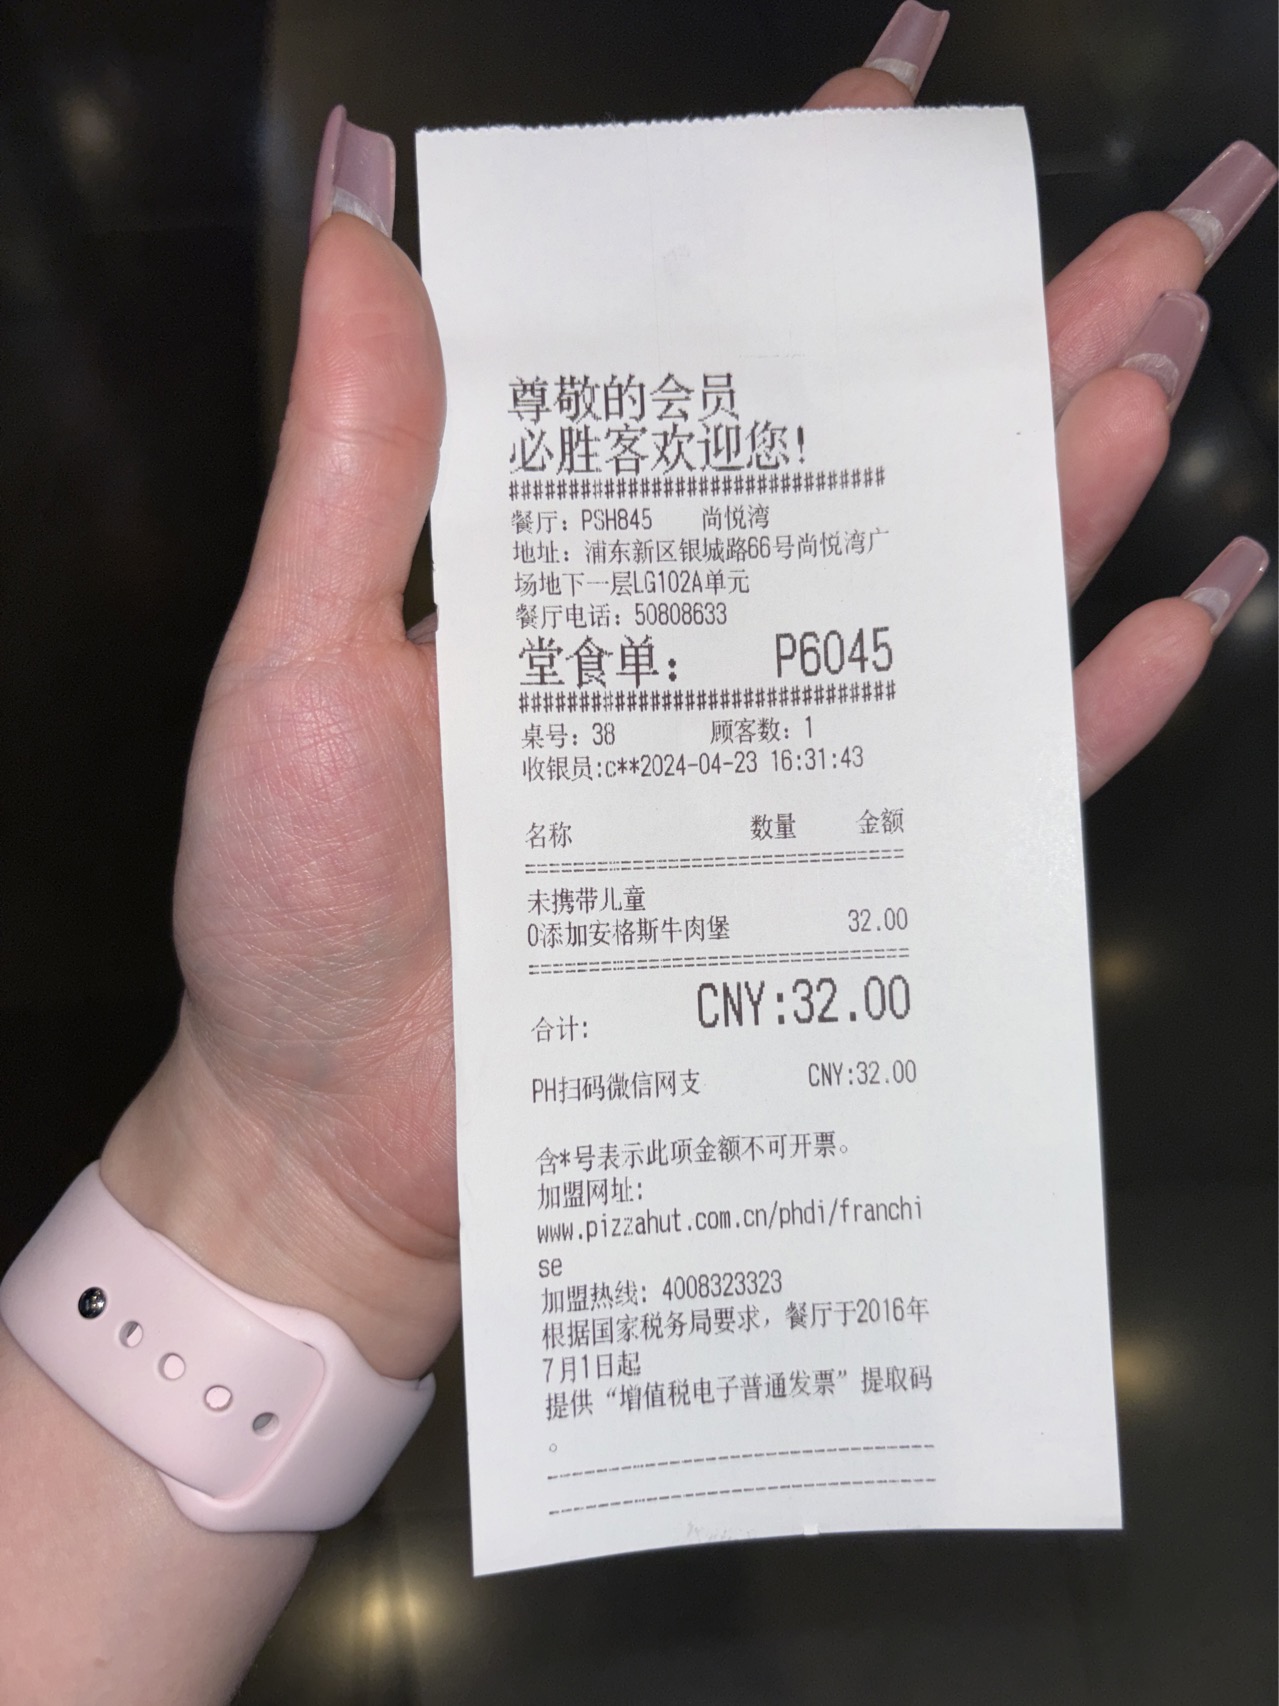 尊敬的会员
必胜客欢迎您!
################################
餐厅: PSH845 尚悦湾
地址: 浦东新区银城路66号尚悦湾广
场地下一层LG102A单元
餐厅电话: 50808633
堂食单: P6045
################################
桌号: 38 顾客数: 1
收银员:c**2024-04-23 16:31:43
名称 数量 金额
================================
未携带儿童
0添加安格斯牛肉堡 32.00
================================
合计: CNY:32.00
PH扫码微信网支 CNY:32.00
含*号表示此项金额不可开票。
加盟网址:
www.pizzahut.com.cn/phdi/franchi
se
加盟热线: 4008323323
根据国家税务局要求，餐厅于2016年
7月1日起
提供“增值税电子普通发票”提取码
。
--------------------------------
--------------------------------